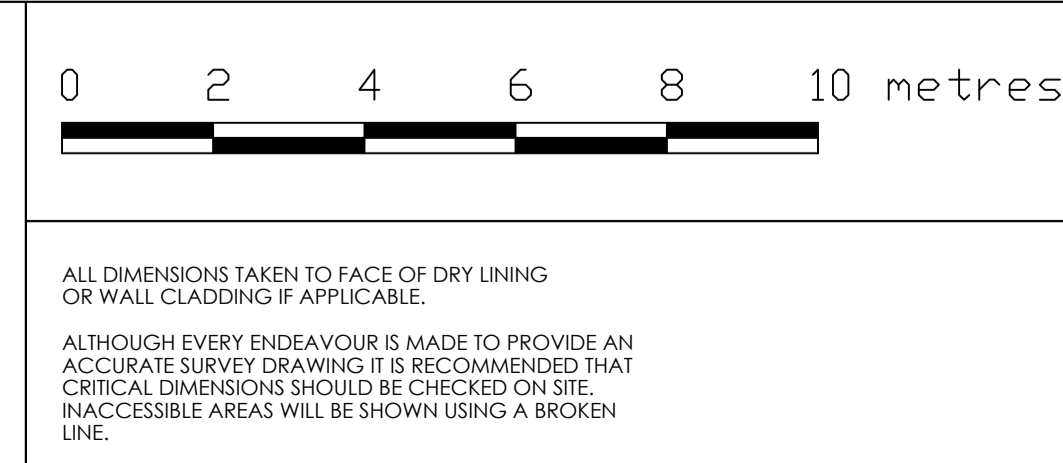 0 2 4 6 8 10 metres
ALL DIMENSIONS TAKEN TO FACE OF DRY LINING
OR WALL CLADDING IF APPLICABLE.
ALTHOUGH EVERY ENDEAVOUR IS MADE TO PROVIDE AN
ACCURATE SURVEY DRAWING IT IS RECOMMENDED THAT
CRITICAL DIMENSIONS SHOULD BE CHECKED ON SITE.
INACCESSIBLE AREAS WILL BE SHOWN USING A BROKEN
LINE.